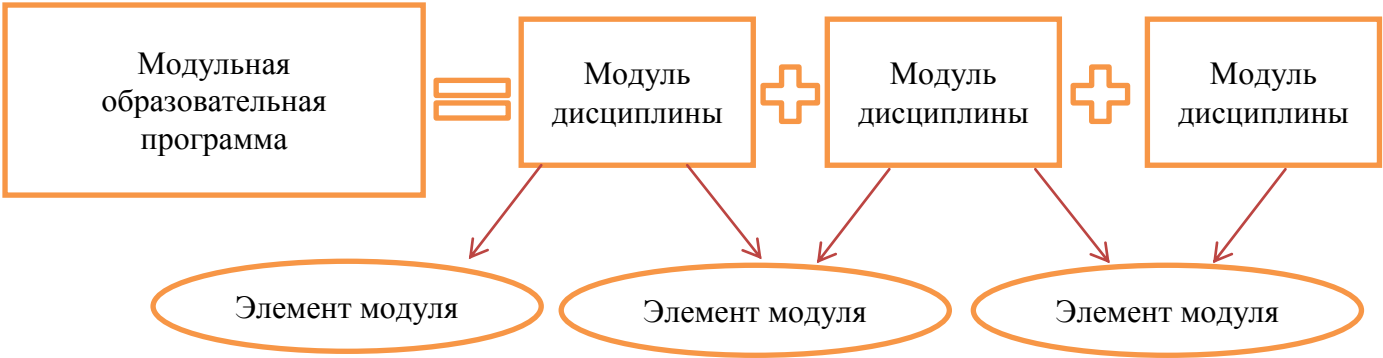 Модульная
образовательная
программа
Модуль
дисциплины
Модуль
дисциплины
Модуль
дисциплины
Элемент модуля
Элемент модуля
Элемент модуля